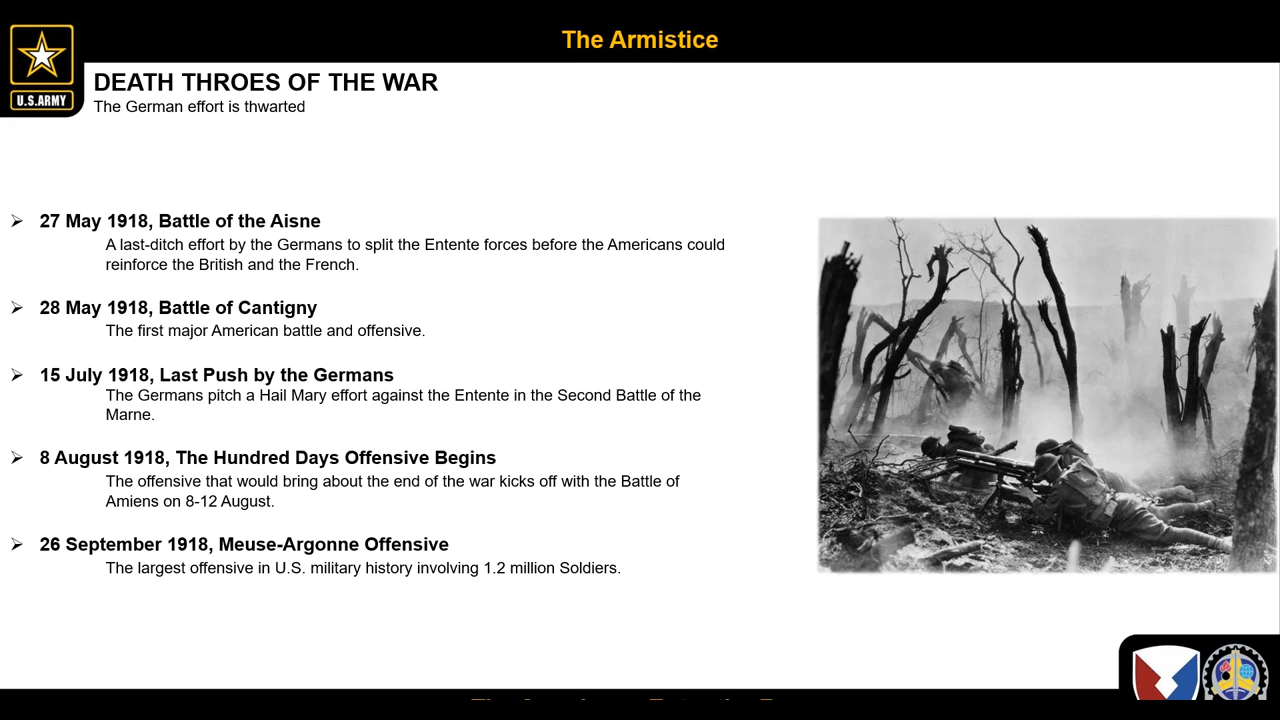 The Armistice
U.S.ARMY
DEATH THROES OF THE WAR
The German effort is thwarted
27 May 1918, Battle of the Aisne
A last-ditch effort by the Germans to split the Entente forces before the Americans could
reinforce the British and the French.
28 May 1918, Battle of Cantigny
The first major American battle and offensive.
15 July 1918, Last Push by the Germans
The Germans pitch a Hail Mary effort against the Entente in the Second Battle of the
Marne.
8 August 1918, The Hundred Days Offensive Begins
The offensive that would bring about the end of the war kicks off with the Battle of
Amiens on 8-12 August.
26 September 1918, Meuse-Argonne Offensive
The largest offensive in U.S. military history involving 1.2 million Soldiers.